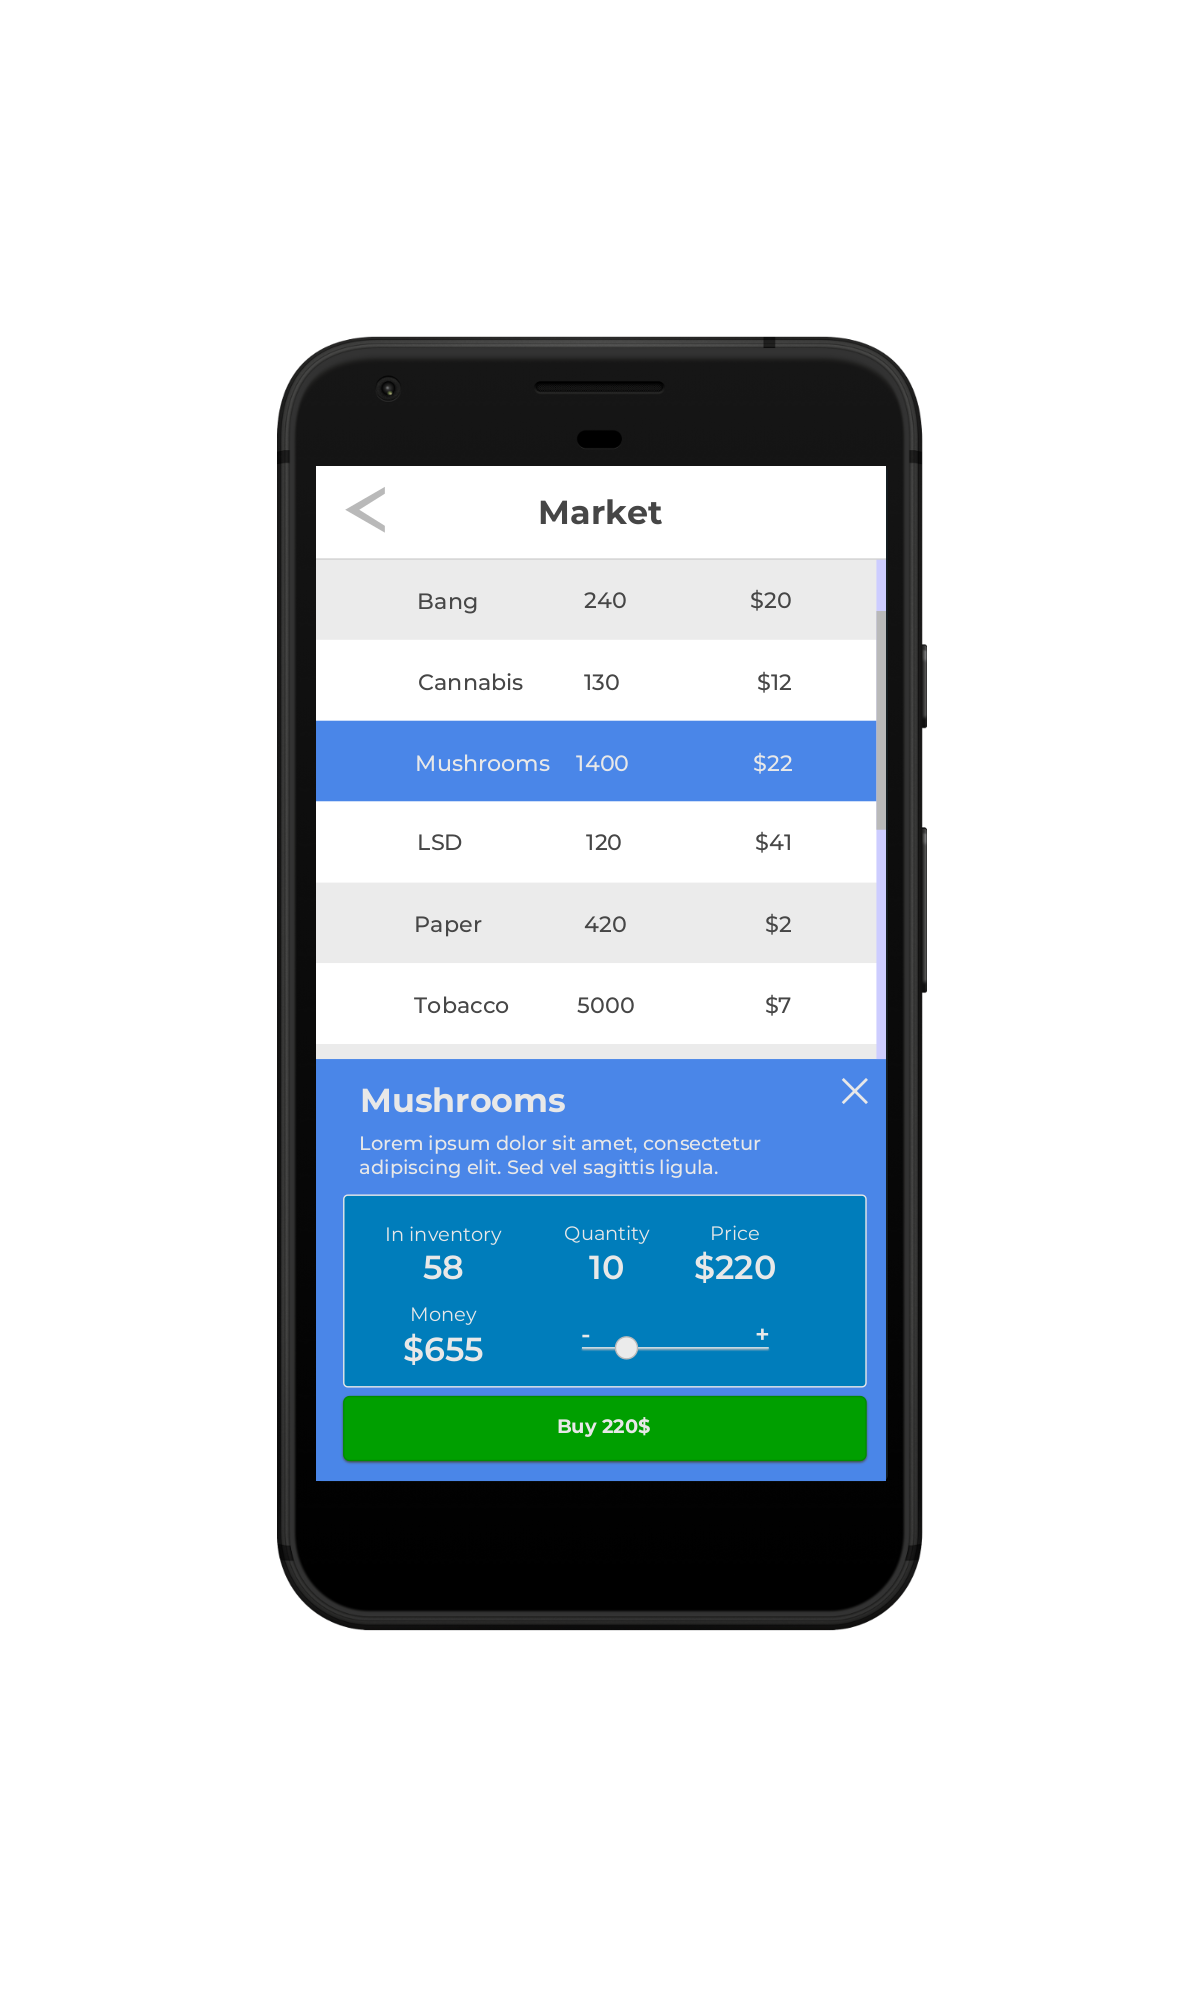 Market
Bang 240 $20
Cannabis 130 $12
Mushrooms 1400 $22
LSD 120 $41
Paper 420 $2
Tobacco 5000 $7
Mushrooms
Lorem ipsum dolor sit amet, consectetur
adipiscing elit. Sed vel sagittis ligula.
In inventory Quantity Price
58 10 $220
Money
- +
$655
Buy 220$